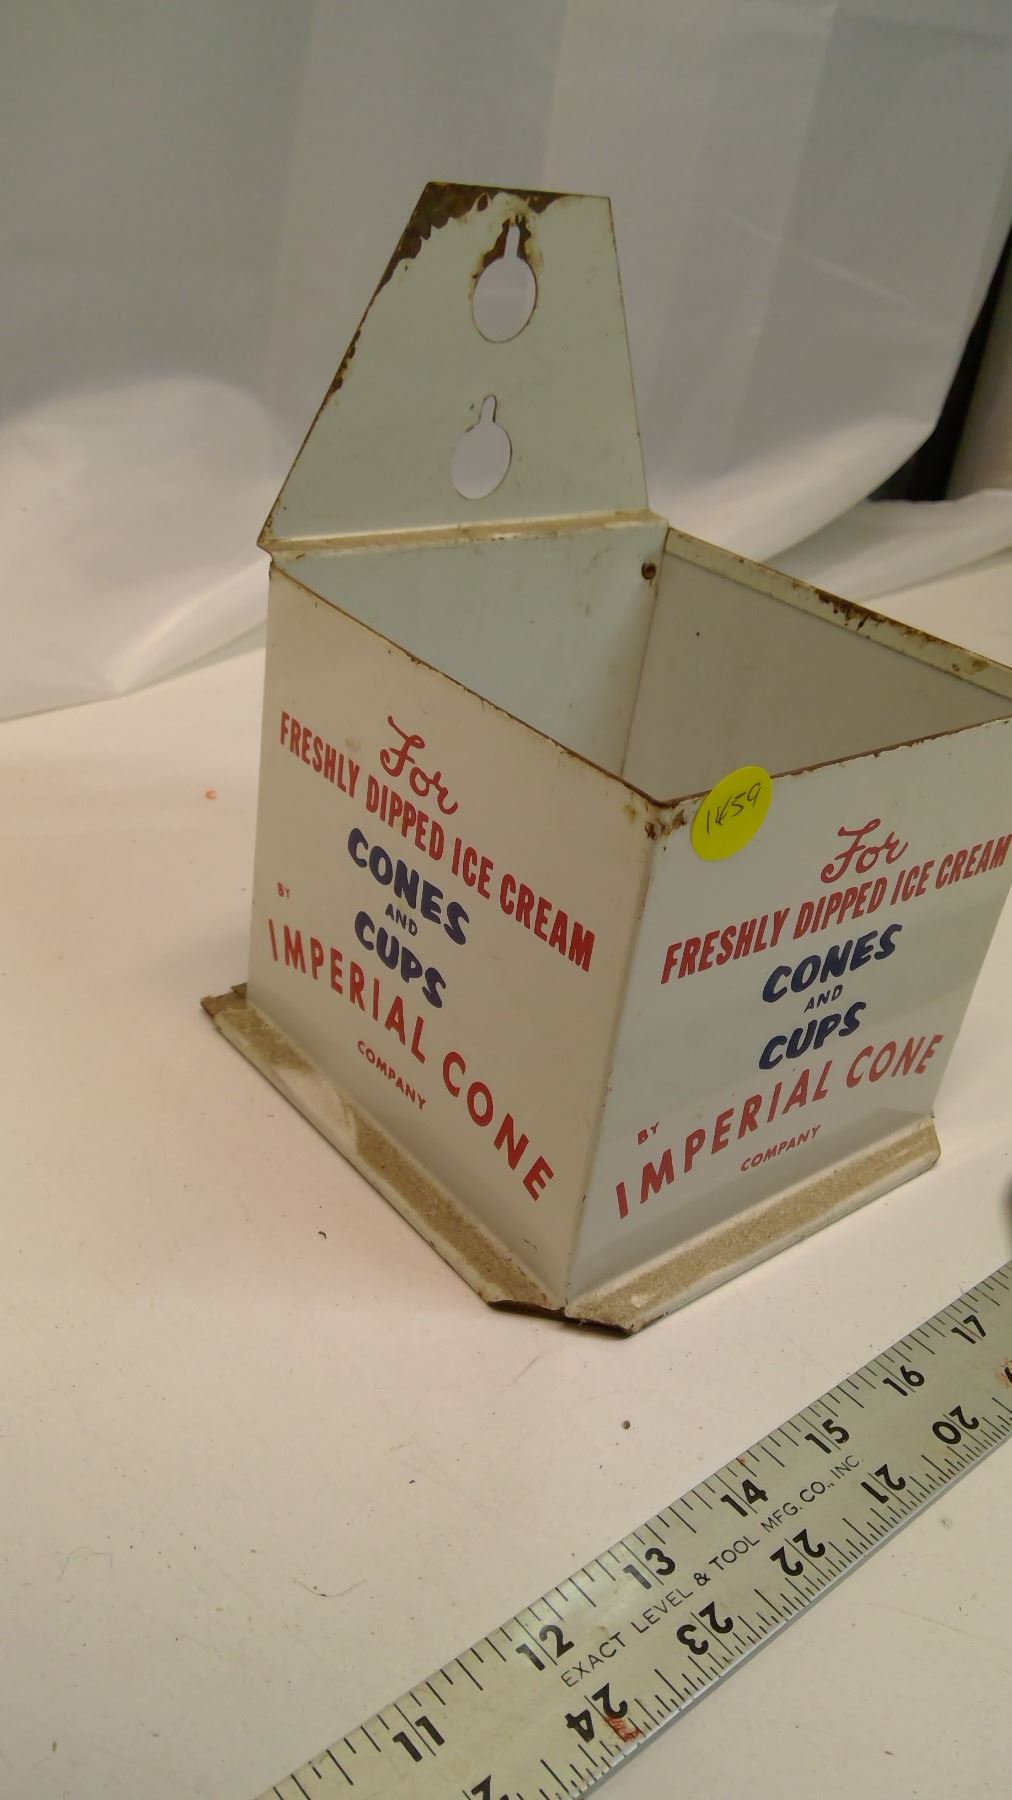 For
FRESHLY DIPPED ICE CREAM
CONES
AND
CUPS
BY
IMPERIAL CONE
COMPANY
1459
For
FRESHLY DIPPED ICE CREAM
CONES
AND
CUPS
BY
IMPERIAL CONE
COMPANY
11 12 13 14 15 16 17
EXACT LEVEL & TOOL MFG. CO., INC.
24 23 22 21 20